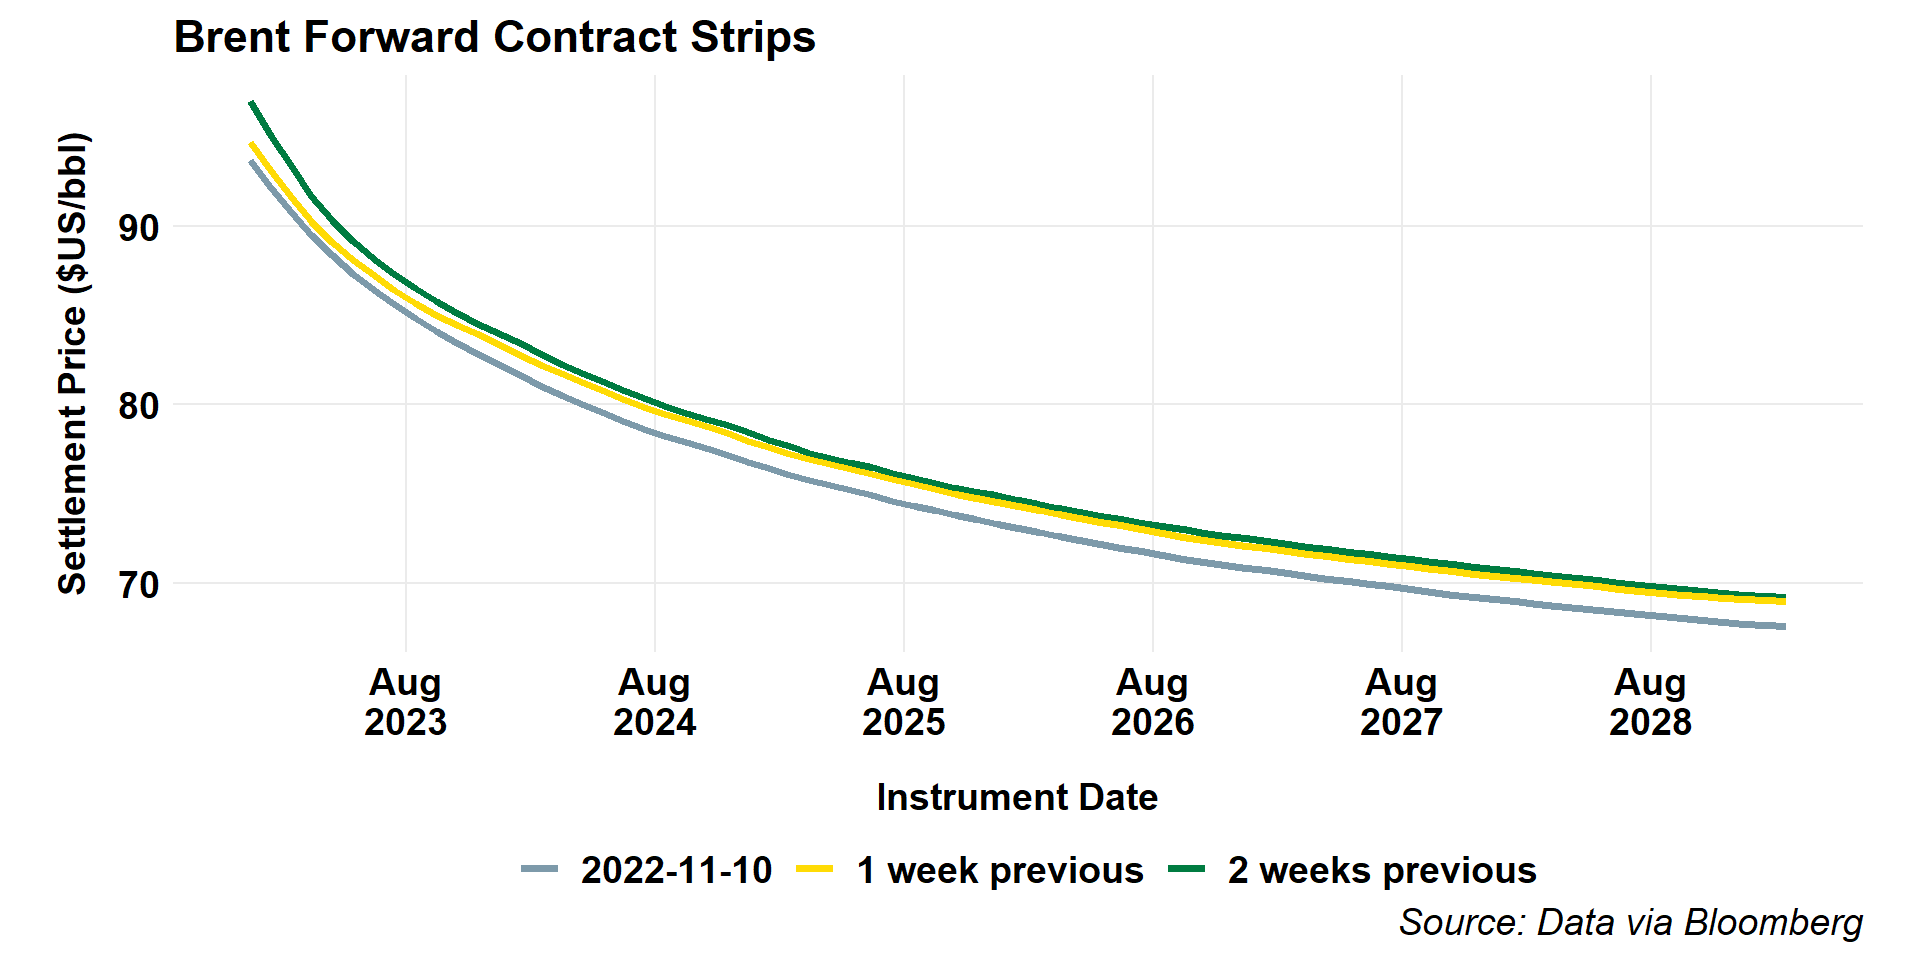 Brent Forward Contract Strips
Settlement Price ($US/bbl)
90
80
70
Aug
2023
Aug
2024
Aug
2025
Aug
2026
Aug
2027
Aug
2028
Instrument Date
2022-11-10
1 week previous
2 weeks previous
Source: Data via Bloomberg